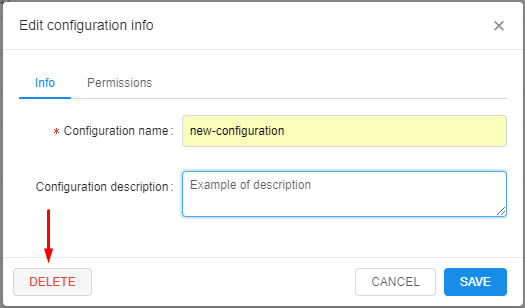 Edit configuration info
Info Permissions
* Configuration name: new-configuration
Configuration description: Example of description
DELETE CANCEL SAVE